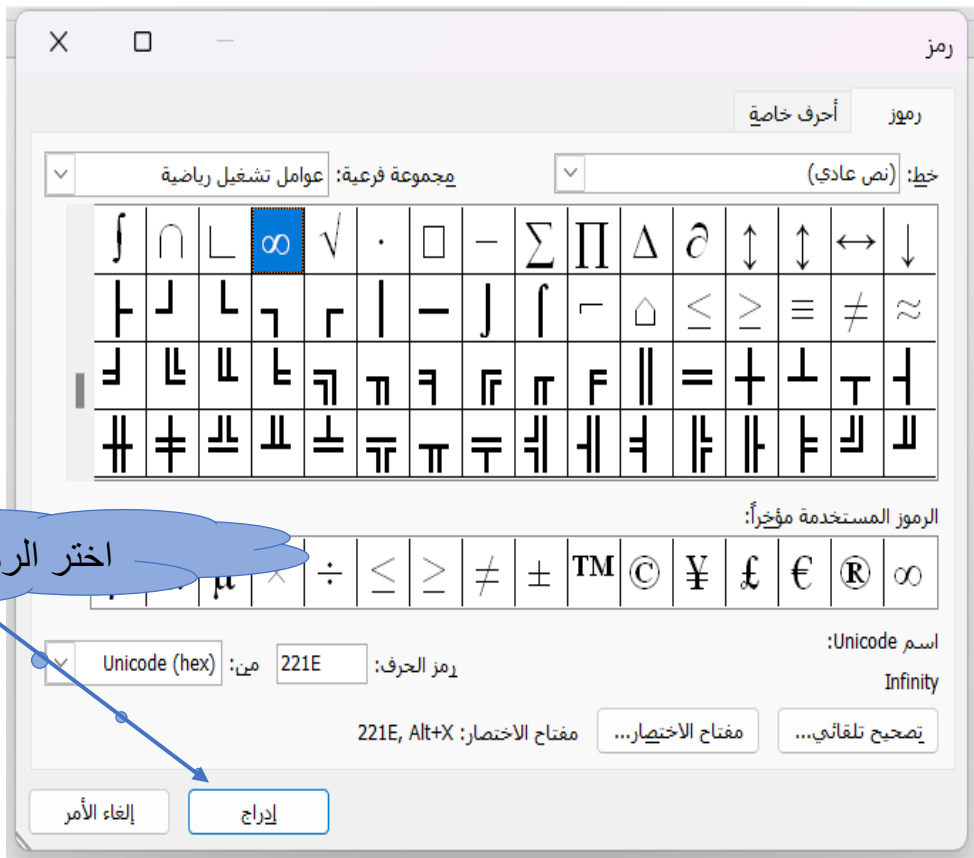 رمز
رموز أحرف خاصة
خط: (نص عادي) مجموعة فرعية: عوامل تشغيل رياضية
↓ ↔ ↕ ↨ ∂ ∆ ∏ ∑ − □ ∙ √ ∞ ∟ ∩ ∫
≈ ≠ ≡ ≥ ≤ ⌂ ⌐ ⌠ ⌡ ─ │ ┌ ┐ └ ┘ ├
┤ ┬ ┴ ┼ ═ ║ ╒ ╓ ╔ ╕ ╖ ╗ ╘ ╙ ╚ ╛
╜ ╝ ╞ ╟ ╠ ╡ ╢ ╣ ╤ ╥ ╦ ╧ ╨ ╩ ╪ ╫
الرموز المستخدمة مؤخراً:
∞ ® € £ ¥ © ™ ± ≠ ≥ ≤ ÷ × µ
اختر
اسم Unicode:
Infinity
رمز الحرف: 221E من: Unicode (hex)
تصحيح تلقائي... مفتاح الاختصار... مفتاح الاختصار: 221E, Alt+X
إدراج إلغاء الأمر